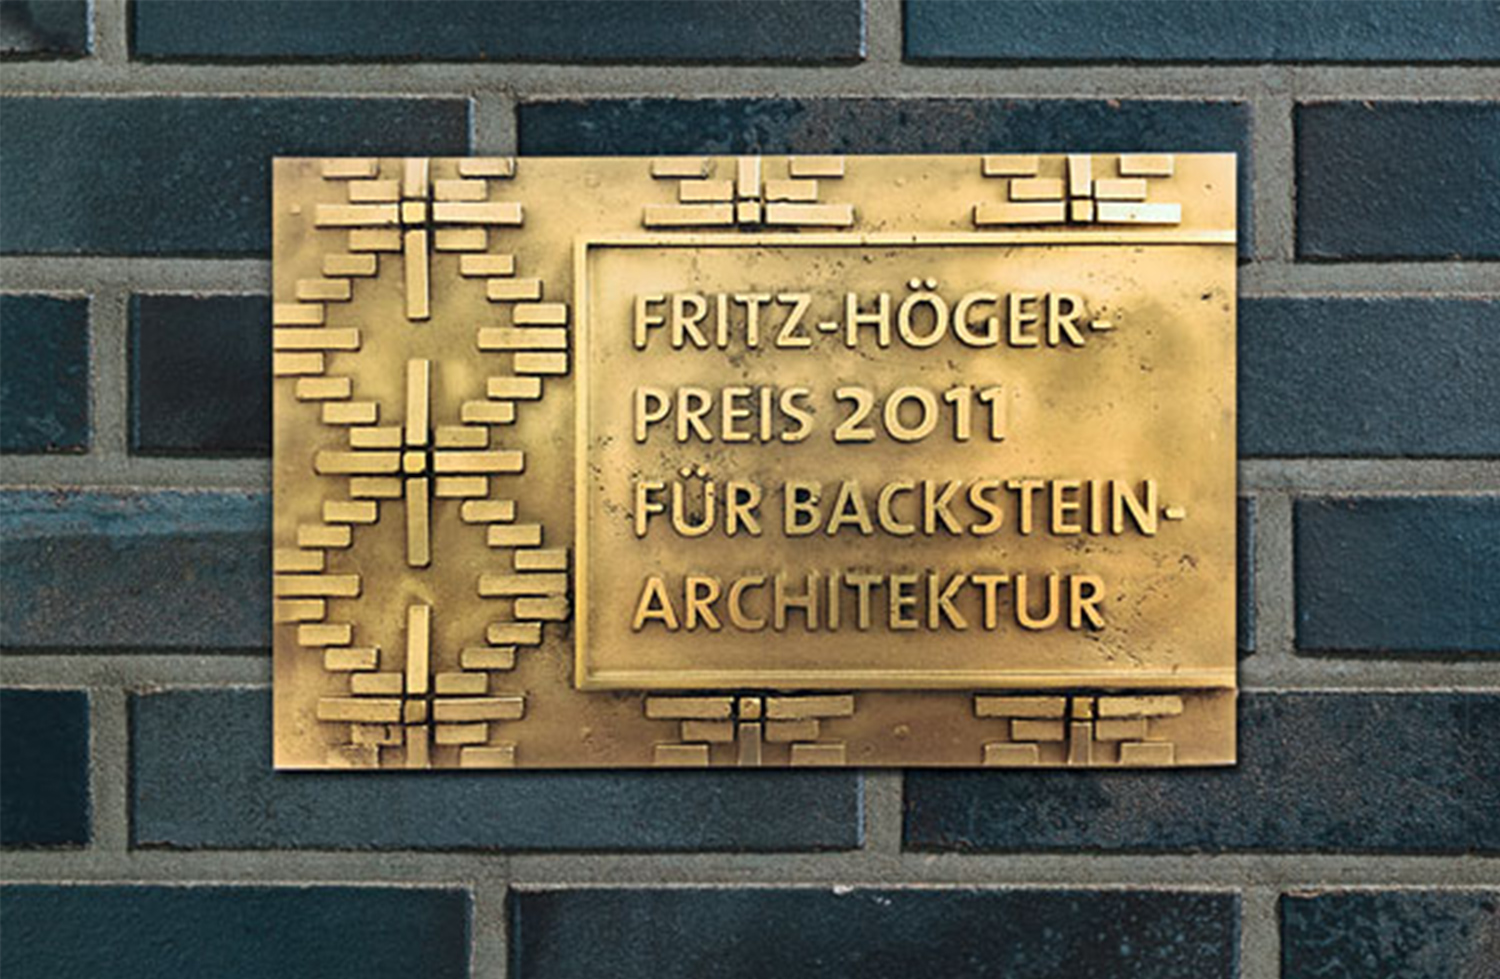 FRITZ-HÖGER-
PREIS 2011
FÜR BACKSTEIN-
ARCHITEKTUR